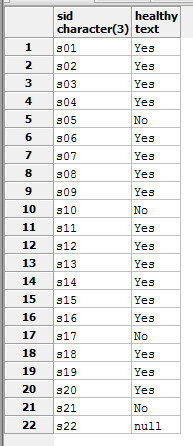 sid healthy
character(3) text
1 s01 Yes
2 s02 Yes
3 s03 Yes
4 s04 Yes
5 s05 No
6 s06 Yes
7 s07 Yes
8 s08 Yes
9 s09 Yes
10 s10 No
11 s11 Yes
12 s12 Yes
13 s13 Yes
14 s14 Yes
15 s15 Yes
16 s16 Yes
17 s17 No
18 s18 Yes
19 s19 Yes
20 s20 Yes
21 s21 No
22 s22 null